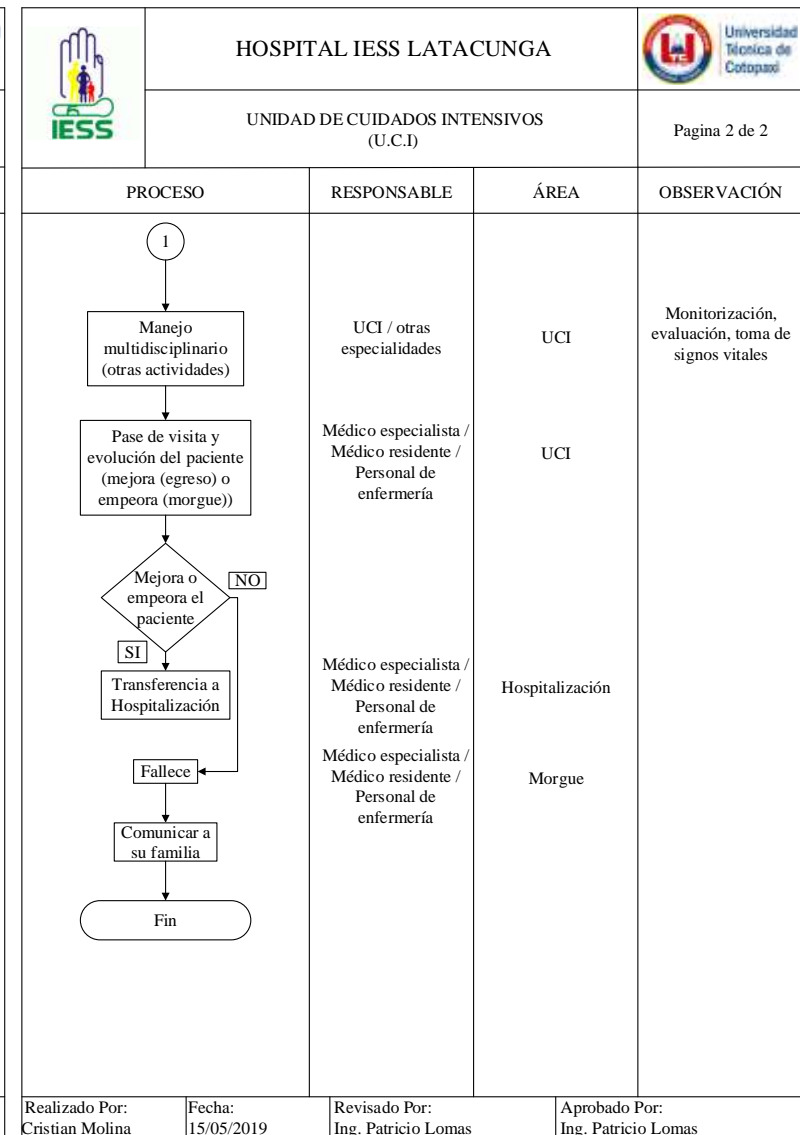 IESS
HOSPITAL IESS LATACUNGA
Universidad
Técnica de
Cotopaxi
UNIDAD DE CUIDADOS INTENSIVOS
(U.C.I)
Pagina 2 de 2
PROCESO
RESPONSABLE
ÁREA
OBSERVACIÓN
1
Manejo
multidisciplinario
(otras actividades)
UCI / otras
especialidades
UCI
Monitorización,
evaluación, toma de
signos vitales
Pase de visita y
evolución del paciente
(mejora (egreso) o
empeora (morgue))
Médico especialista /
Médico residente /
Personal de
enfermería
UCI
Mejora o
empeora el
paciente
NO
SI
Transferencia a
Hospitalización
Médico especialista /
Médico residente /
Personal de
enfermería
Hospitalización
Fallece
Médico especialista /
Médico residente /
Personal de
enfermería
Morgue
Comunicar a
su familia
Fin
Realizado Por:
Cristian Molina
Fecha:
15/05/2019
Revisado Por:
Ing. Patricio Lomas
Aprobado Por:
Ing. Patricio Lomas